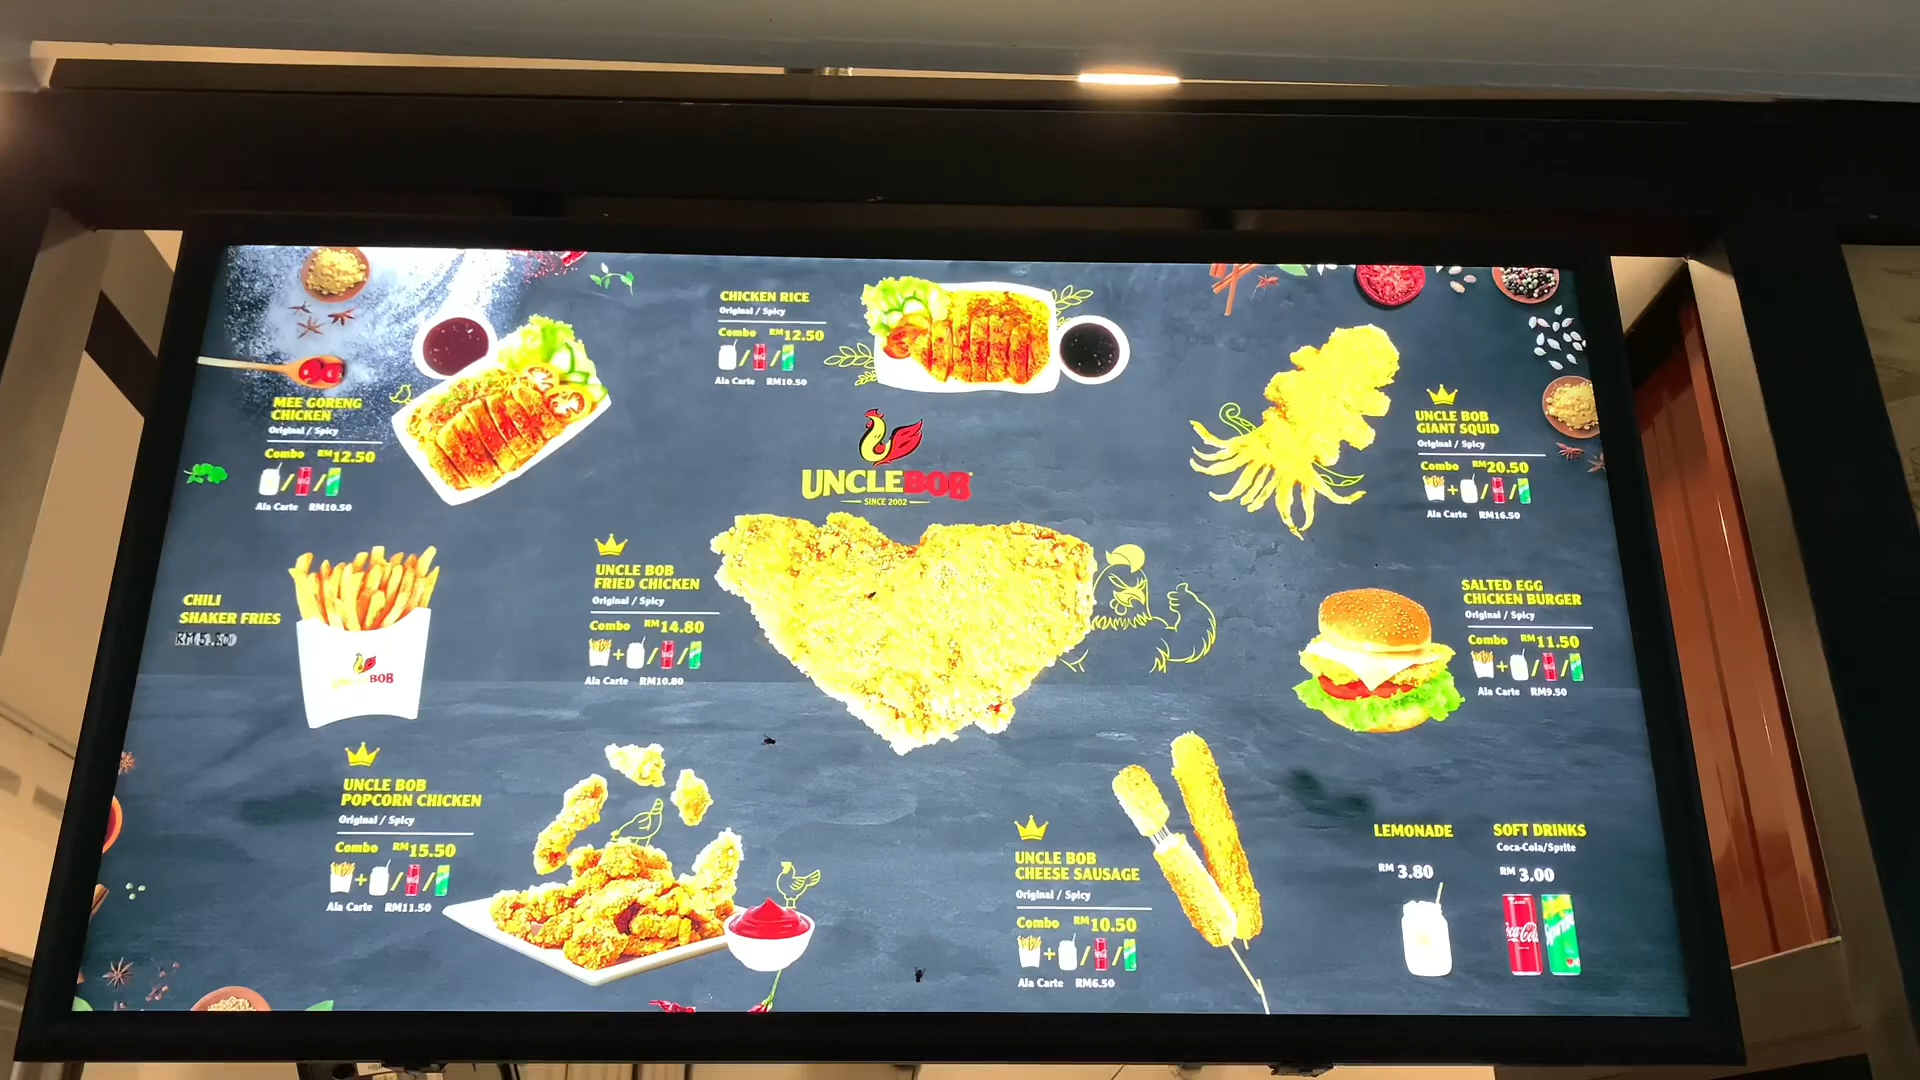 CHICKEN RICE
Original / Spicy
Combo RM12.50
Ala Carte RM10.50
MEE GORENG
CHICKEN
Original / Spicy
Combo RM12.50
Ala Carte RM10.50
UNCLEBOB
SINCE 2002
UNCLE BOB
GIANT SQUID
Original / Spicy
Combo RM20.50
Ala Carte RM16.50
CHILI
SHAKER FRIES
BOB
UNCLE BOB
FRIED CHICKEN
Original / Spicy
Combo RM14.80
Ala Carte RM10.80
SALTED EGG
CHICKEN BURGER
Original / Spicy
Combo RM11.50
Ala Carte RM9.50
UNCLE BOB
POPCORN CHICKEN
Original / Spicy
Combo RM15.50
Ala Carte RM11.50
UNCLE BOB
CHEESE SAUSAGE
Original / Spicy
Combo RM10.50
Ala Carte RM6.50
LEMONADE
RM 3.80
SOFT DRINKS
Coca-Cola/Sprite
RM 3.00
Coca-Cola
Sprite